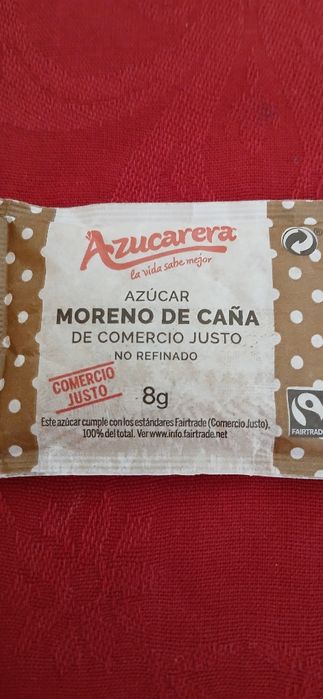 Azucarera
la vida sabe mejor
AZÚCAR
MORENO DE CAÑA
DE COMERCIO JUSTO
NO REFINADO
COMERCIO
JUSTO
8g
Este azúcar cumple con los estándares Fairtrade (Comercio Justo),
100% del total. Ver www.info.fairtrade.net
FAIRTRADE